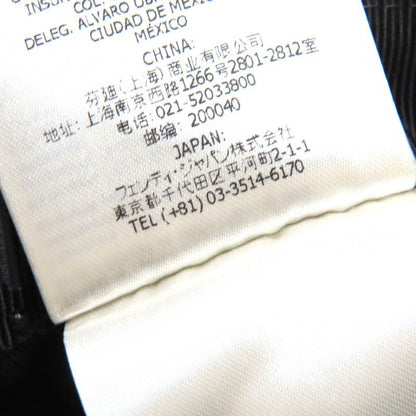 COL.
DELEG. ALVARO O
CIUDAD DE MÉXICO
MÉXICO
CHINA:
芬迪(上海)商业有限公司
地址: 上海南京西路1266号2801-2812室
电话: 021-52033800
邮编: 200040
JAPAN:
フェンディ・ジャパン株式会社
東京都千代田区平河町2-1-1
TEL (+81) 03-3514-6170